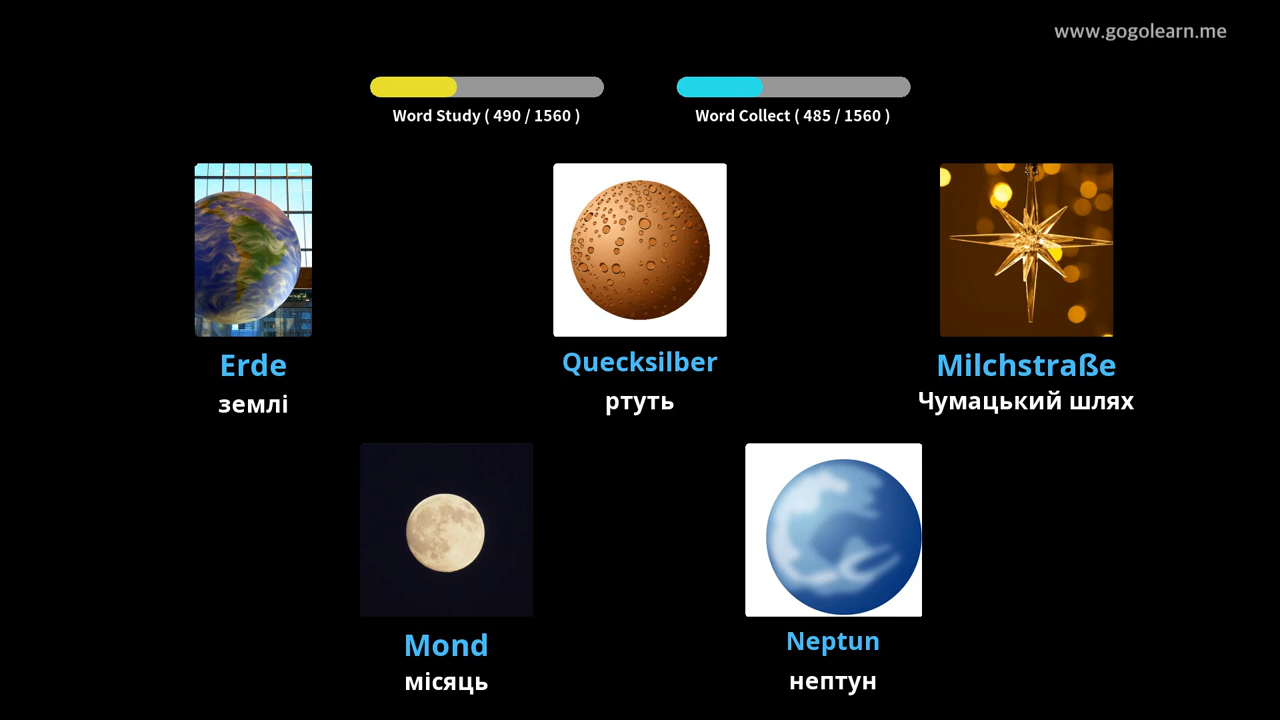 www.gogolearn.me
Word Study ( 490 / 1560 )
Word Collect ( 485 / 1560 )
Erde
землі
Quecksilber
ртуть
Milchstraße
Чумацький шлях
Mond
місяць
Neptun
нептун